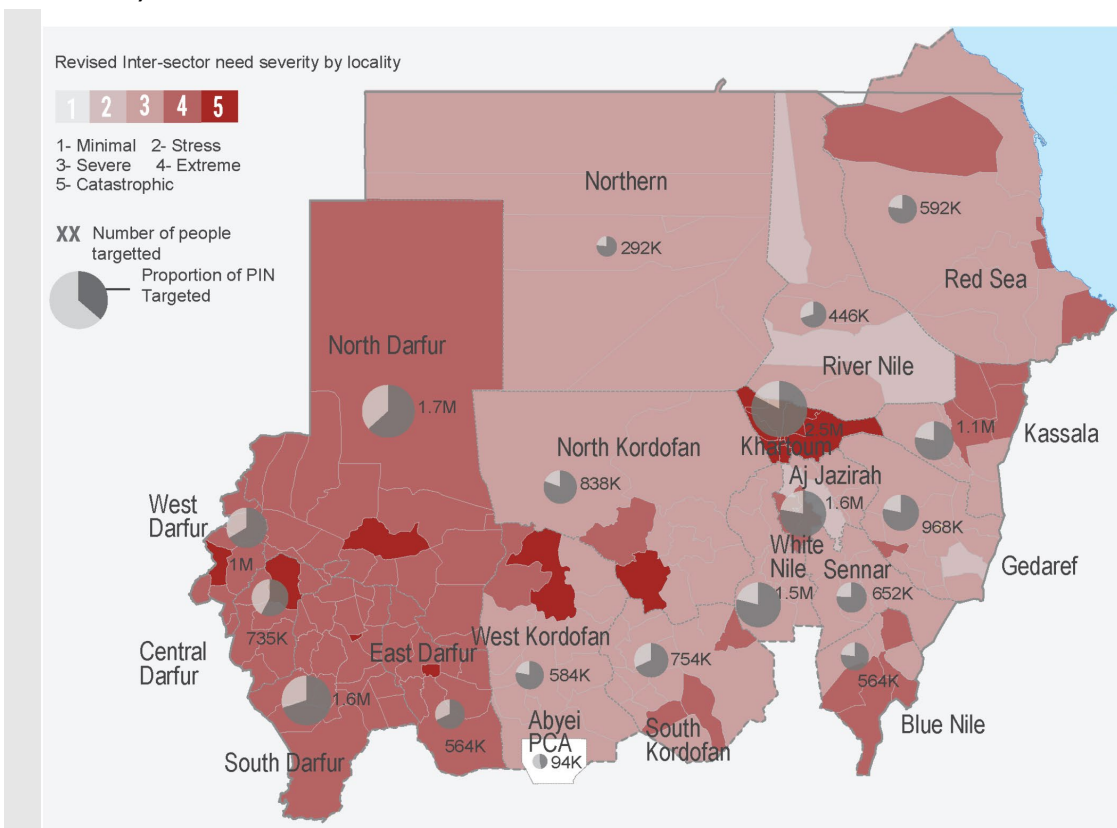 Revised Inter-sector need severity by locality
1 2 3 4 5
1- Minimal 2- Stress
3- Severe 4- Extreme
5- Catastrophic
XX Number of people
targetted
Proportion of PIN
Targeted
Northern
292K
592K
Red Sea
446K
River Nile
North Darfur
1.7M
2.5M
Khartoum
1.1M
Kassala
North Kordofan
838K
Aj Jazirah
1.6M
968K
West
Darfur
1M
White
Nile
1.5M
Sennar
652K
Gedaref
735K
Central
Darfur
East Darfur
564K
West Kordofan
584K
754K
564K
Blue Nile
1.6M
South Darfur
Abyei
PCA
94K
South
Kordofan